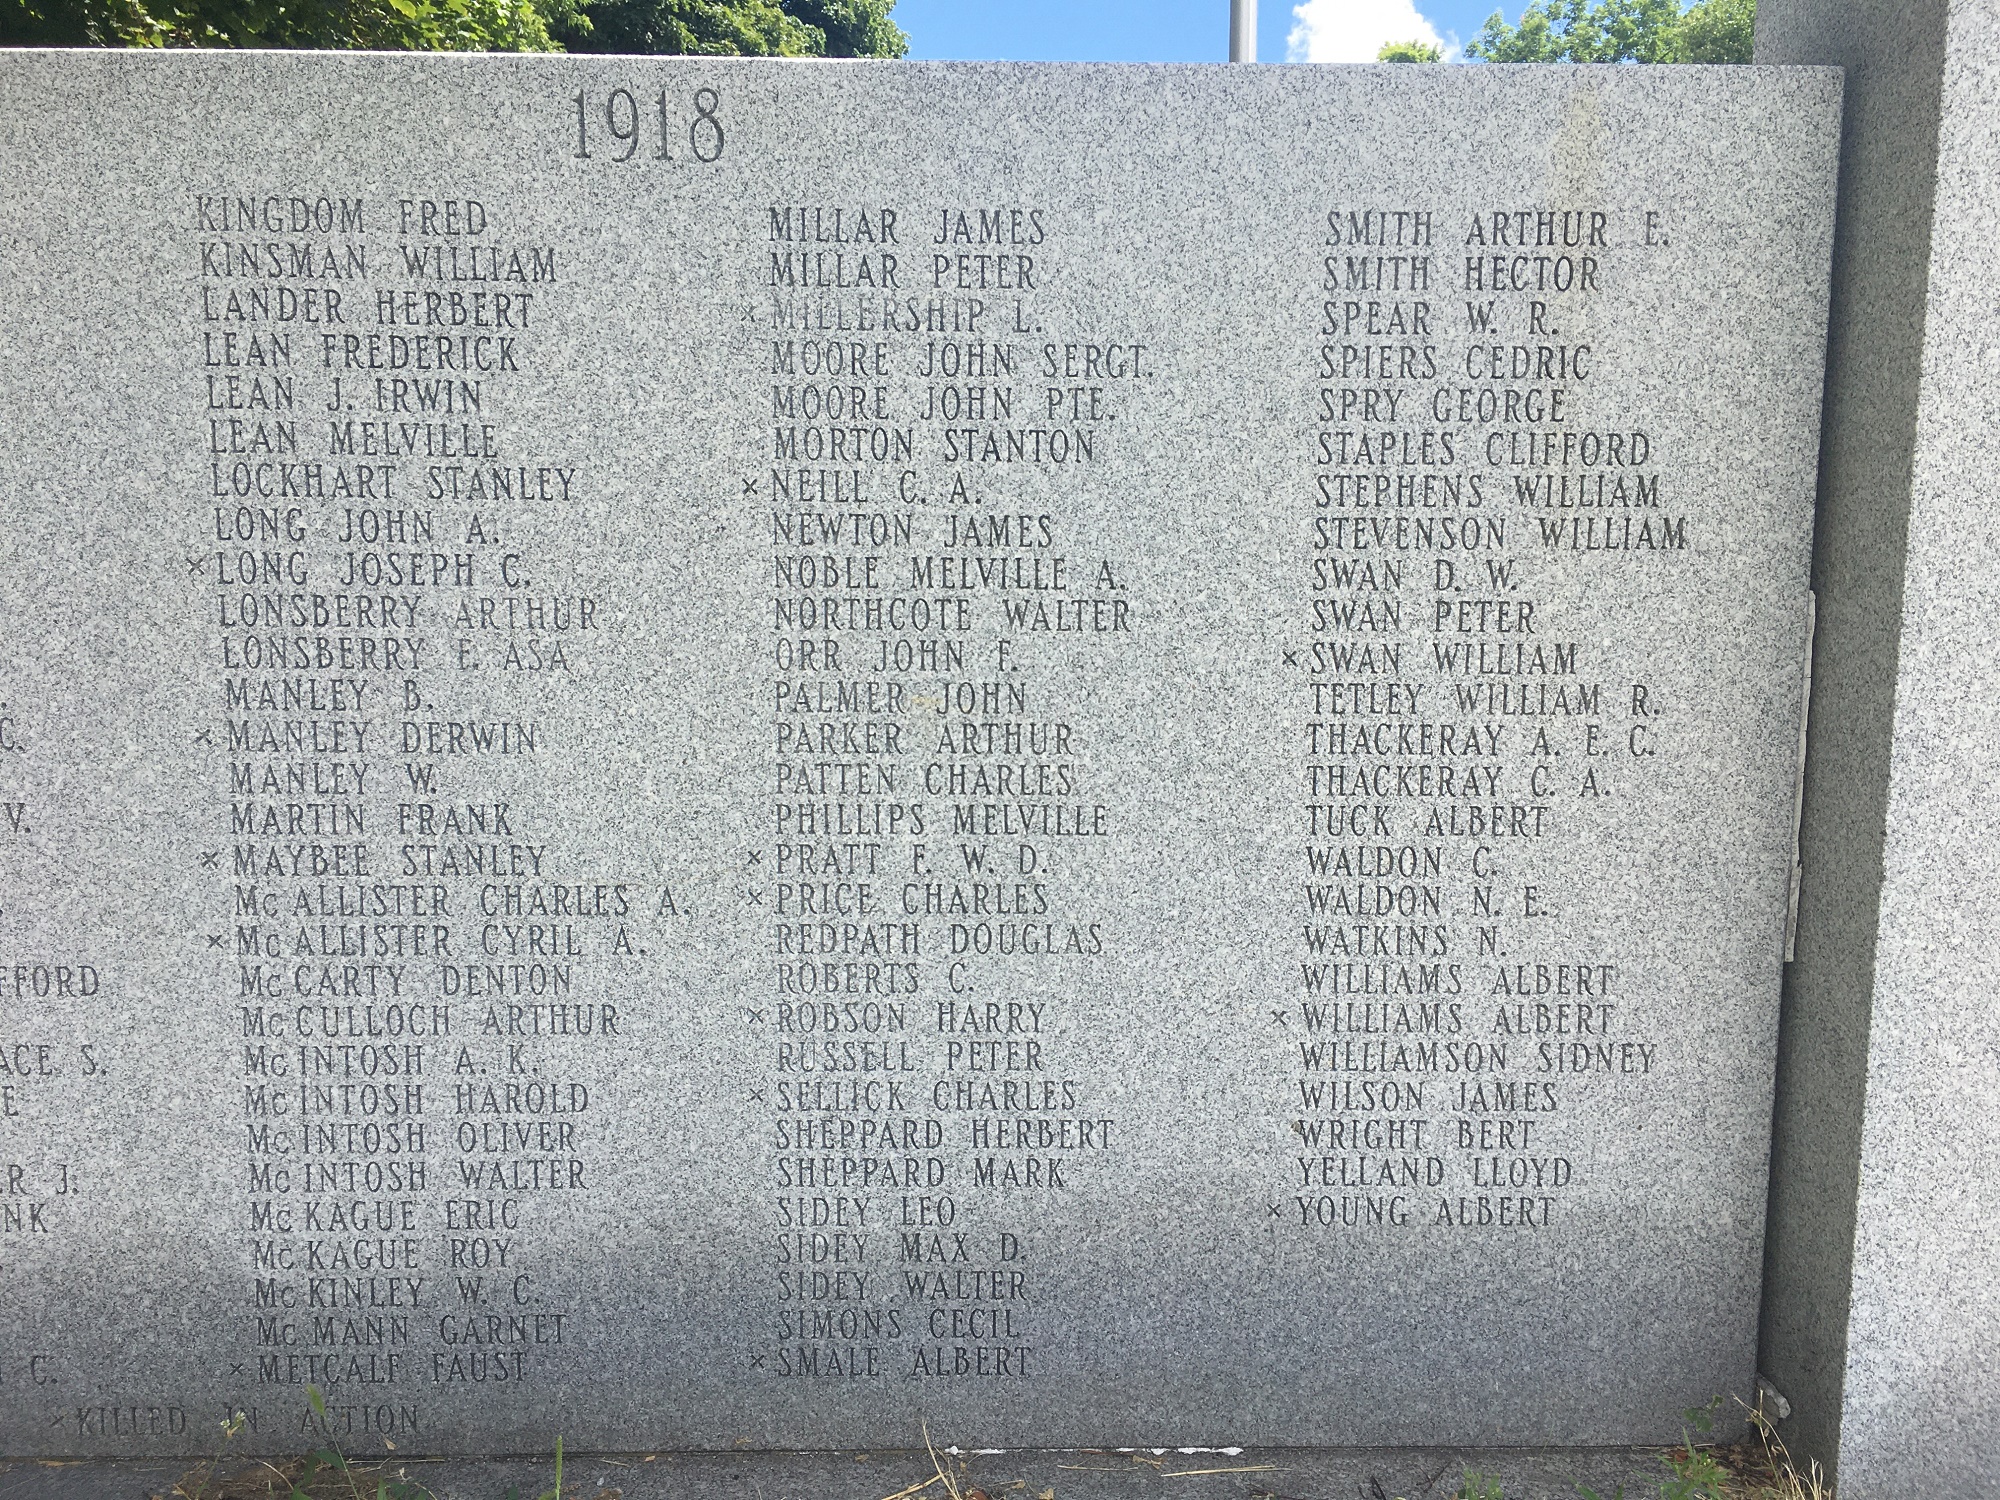 1918
KINGDOM FRED
KINSMAN WILLIAM
LANDER HERBERT
LEAN FREDERICK
LEAN J. IRWIN
LEAN MELVILLE
LOCKHART STANLEY
LONG JOHN A.
× LONG JOSEPH C.
LONSBERRY ARTHUR
LONSBERRY E. ASA
MANLEY B.
× MANLEY DERWIN
MANLEY W.
MARTIN FRANK
× MAYBEE STANLEY
McALLISTER CHARLES A.
× McALLISTER CYRIL A.
McCARTY DENTON
McCULLOCH ARTHUR
McINTOSH A. K.
McINTOSH HAROLD
McINTOSH OLIVER
McINTOSH WALTER
McKAGUE ERIC
McKAGUE ROY
McKINLEY W. C.
McMANN GARNET
× METCALF FAUST
MILLAR JAMES
MILLAR PETER
× MILLERSHIP L.
MOORE JOHN SERGT.
MOORE JOHN PTE.
MORTON STANTON
× NEILL C. A.
NEWTON JAMES
NOBLE MELVILLE A.
NORTHCOTE WALTER
ORR JOHN F.
PALMER JOHN
PARKER ARTHUR
PATTEN CHARLES
PHILLIPS MELVILLE
× PRATT F. W. D.
× PRICE CHARLES
REDPATH DOUGLAS
ROBERTS C.
× ROBSON HARRY
RUSSELL PETER
× SELLICK CHARLES
SHEPPARD HERBERT
SHEPPARD MARK
SIDEY LEO
SIDEY MAX D.
SIDEY WALTER
SIMONS CECIL
× SMALE ALBERT
SMITH ARTHUR E.
SMITH HECTOR
SPEAR W. R.
SPIERS CEDRIC
SPRY GEORGE
STAPLES CLIFFORD
STEPHENS WILLIAM
STEVENSON WILLIAM
SWAN D. W.
SWAN PETER
× SWAN WILLIAM
TETLEY WILLIAM R.
THACKERAY A. E. C.
THACKERAY C. A.
TUCK ALBERT
WALDON C.
WALDON N. E.
WATKINS N.
WILLIAMS ALBERT
× WILLIAMS ALBERT
WILLIAMSON SIDNEY
WILSON JAMES
WRIGHT BERT
YELLAND LLOYD
× YOUNG ALBERT
C.
V.
FFORD
ACE S.
E
R J.
NK
C.
× KILLED IN ACTION